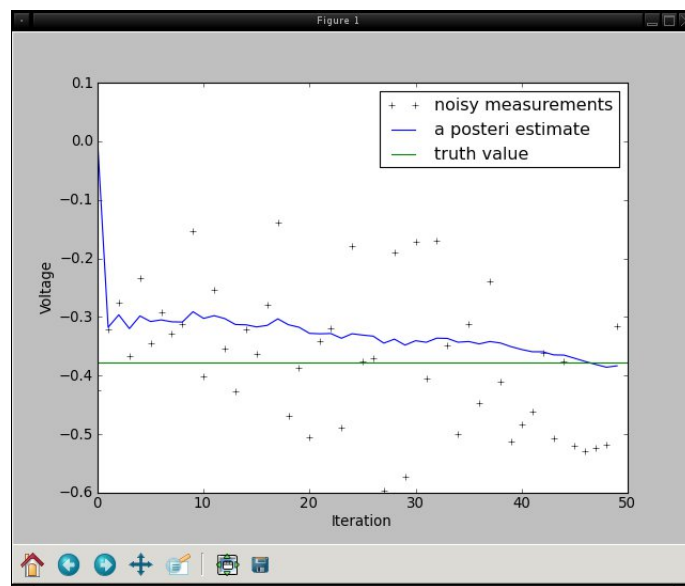 Figure 1
noisy measurements
a posteri estimate
truth value
0.1
0.0
−0.1
−0.2
−0.3
−0.4
−0.5
−0.6
Voltage
0
10
20
30
40
50
Iteration